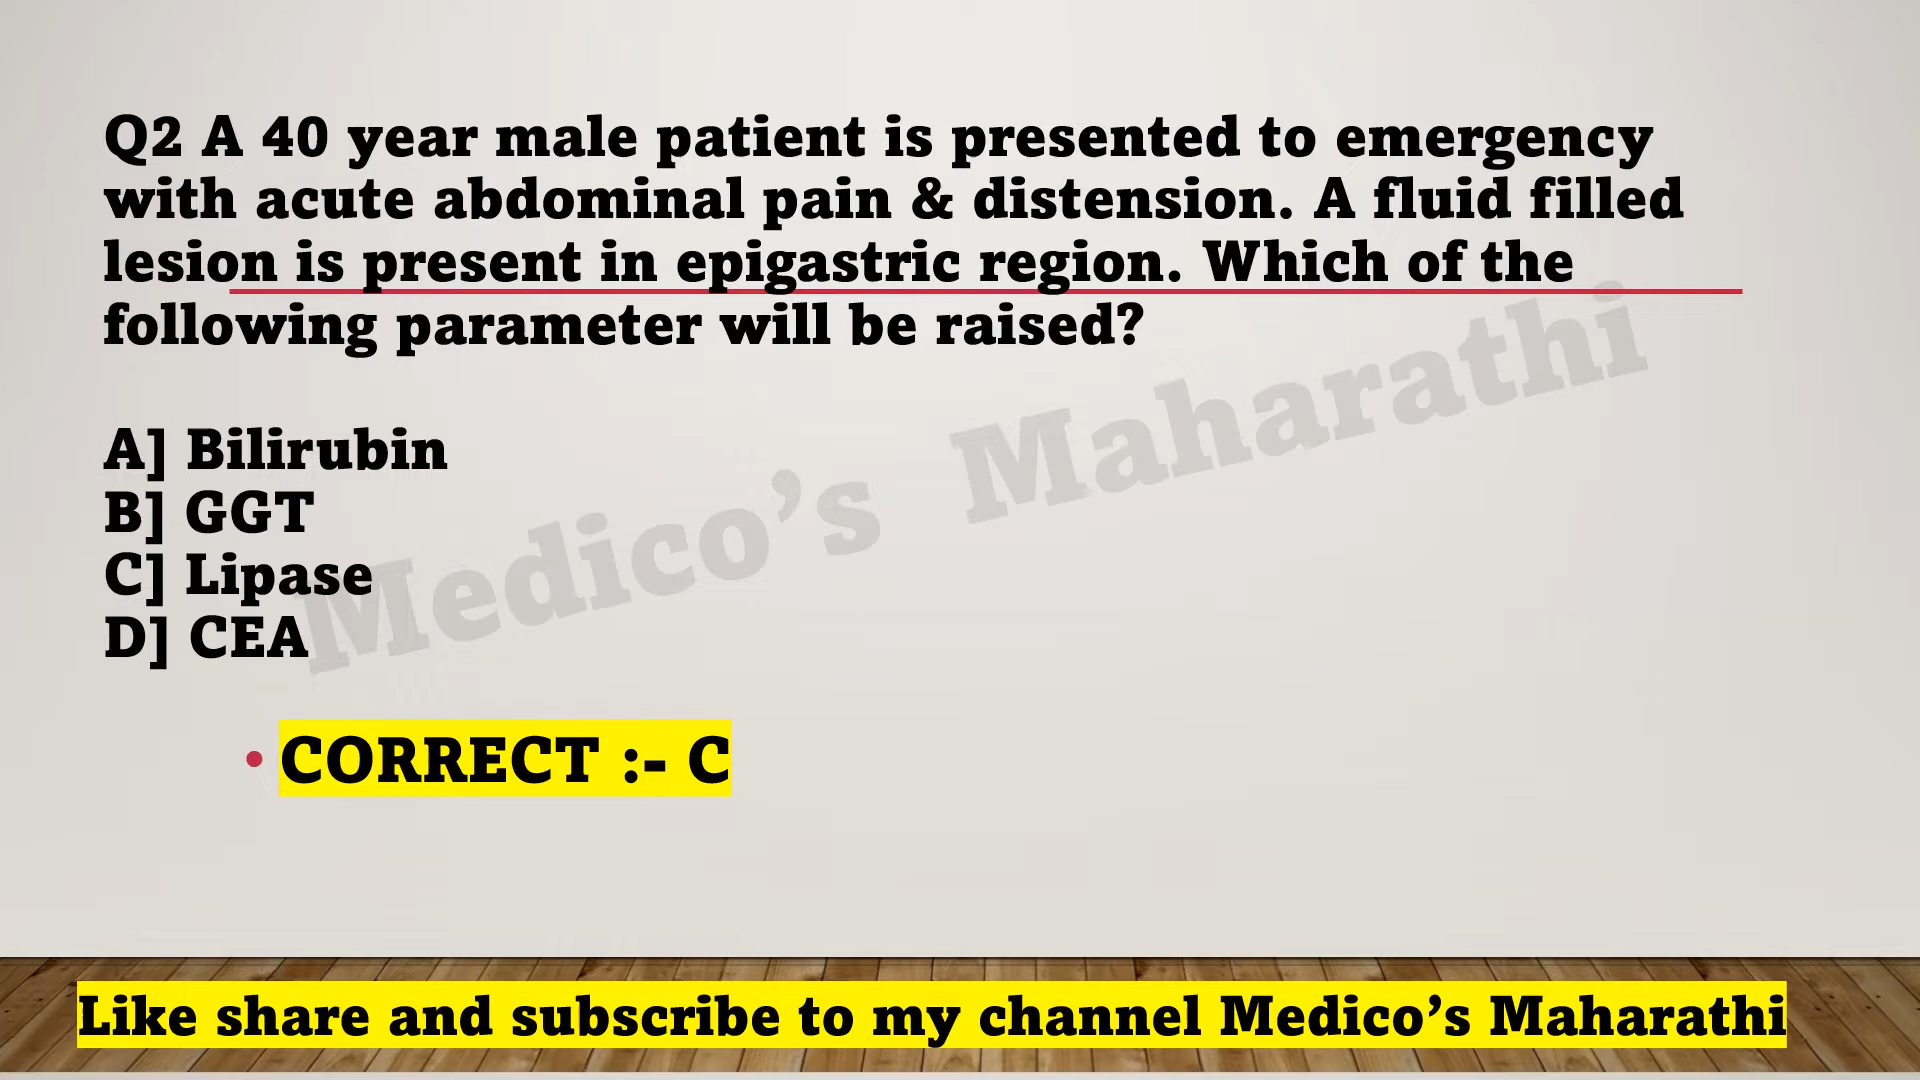 Q2 A 40 year male patient is presented to emergency
with acute abdominal pain & distension. A fluid filled
lesion is present in epigastric region. Which of the
following parameter will be raised?
A] Bilirubin
B] GGT
C] Lipase
D] CEA
Medico’s Maharathi
• CORRECT :- C
Like share and subscribe to my channel Medico’s Maharathi